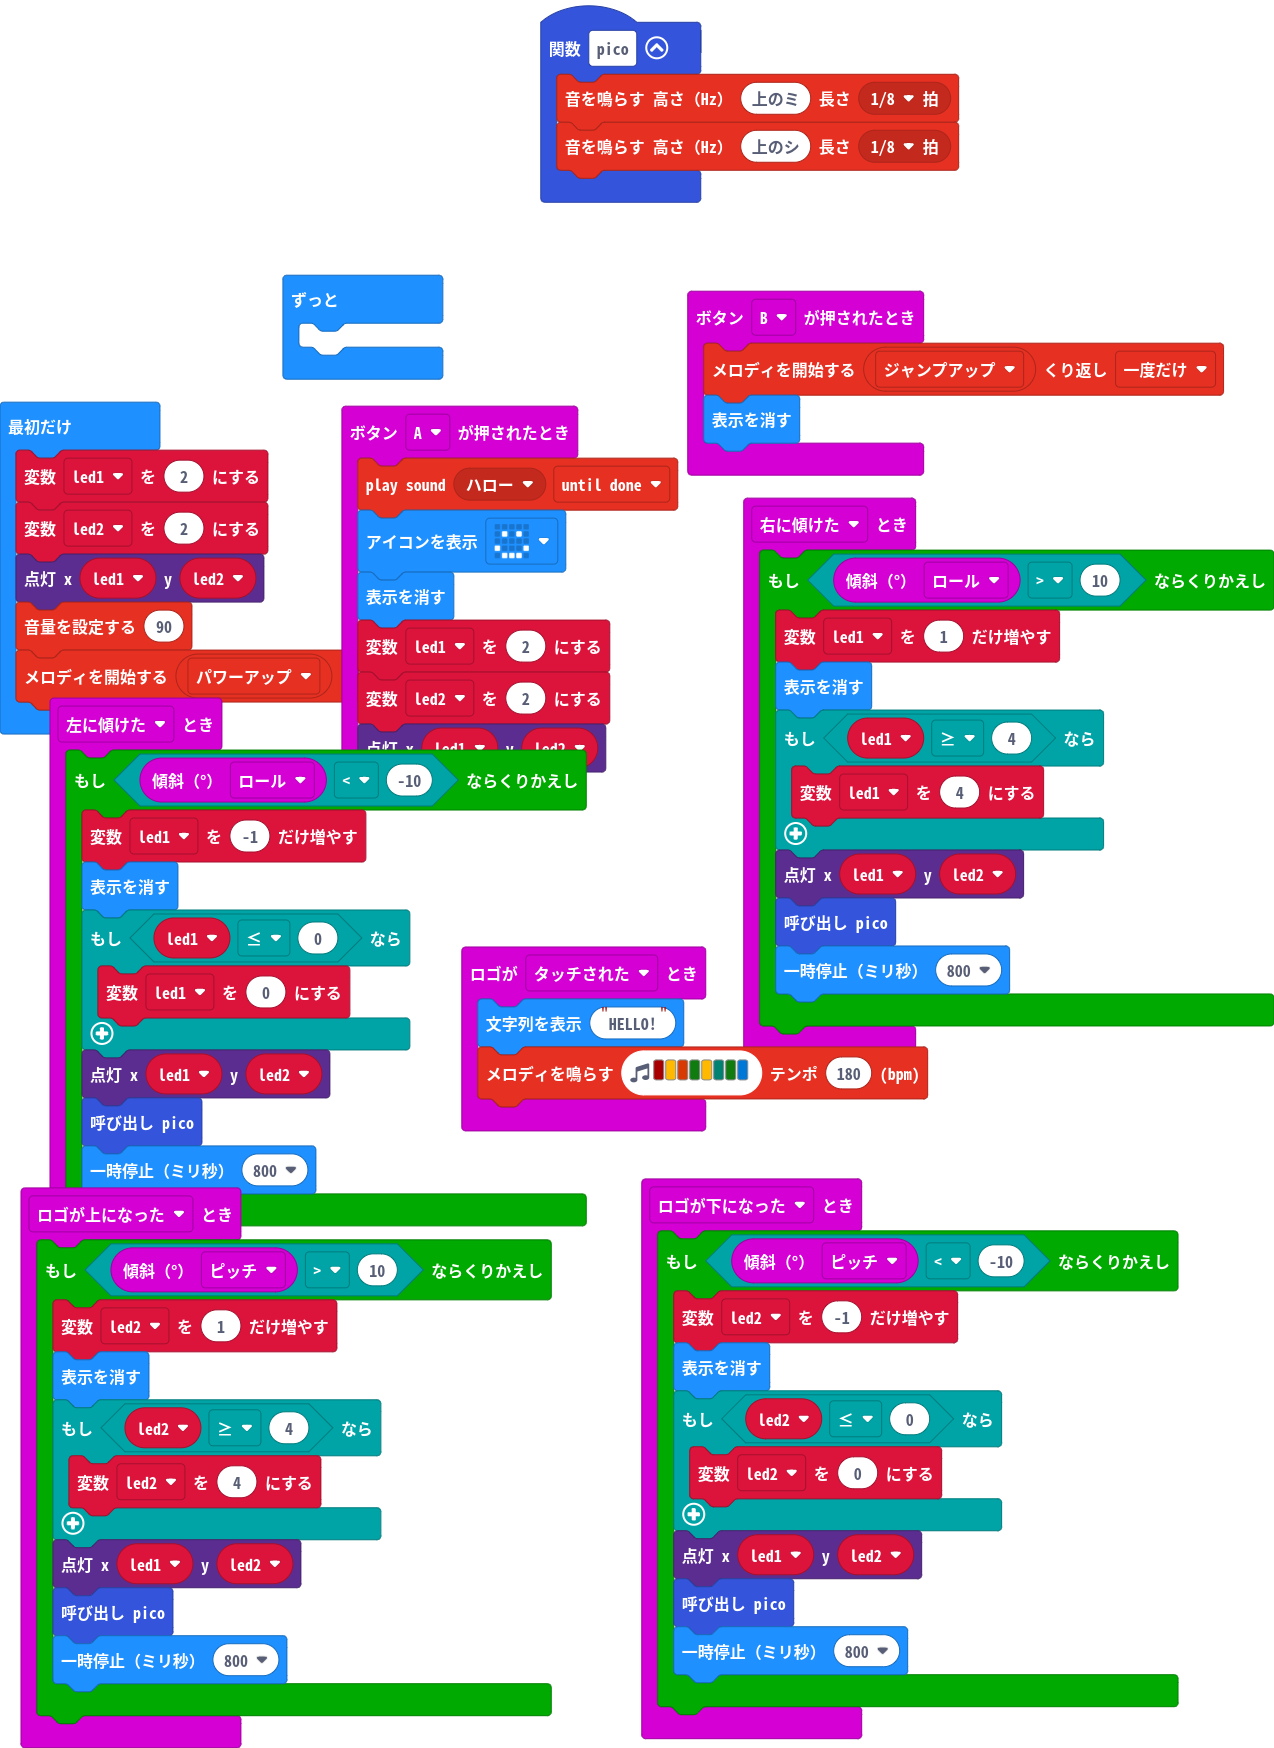 関数 pico
音を鳴らす 高さ（Hz） 上のミ 長さ 1/8 拍
音を鳴らす 高さ（Hz） 上のシ 長さ 1/8 拍
ずっと
ボタン B が押されたとき
メロディを開始する ジャンプアップ くり返し 一度だけ
表示を消す
最初だけ
変数 led1 を 2 にする
変数 led2 を 2 にする
点灯 x led1 y led2
音量を設定する 90
メロディを開始する パワーアップ
ボタン A が押されたとき
play sound ハロー until done
アイコンを表示
表示を消す
変数 led1 を 2 にする
変数 led2 を 2 にする
点灯 x led1 y led2
右に傾けた とき
もし 傾斜（°） ロール > 10 ならくりかえし
変数 led1 を 1 だけ増やす
表示を消す
もし led1 ≥ 4 なら
変数 led1 を 4 にする
点灯 x led1 y led2
呼び出し pico
一時停止（ミリ秒） 800
左に傾けた とき
もし 傾斜（°） ロール < -10 ならくりかえし
変数 led1 を -1 だけ増やす
表示を消す
もし led1 ≤ 0 なら
変数 led1 を 0 にする
点灯 x led1 y led2
呼び出し pico
一時停止（ミリ秒） 800
ロゴが タッチされた とき
文字列を表示 "HELLO!"
メロディを鳴らす テンポ 180 (bpm)
ロゴが上になった とき
もし 傾斜（°） ピッチ > 10 ならくりかえし
変数 led2 を 1 だけ増やす
表示を消す
もし led2 ≥ 4 なら
変数 led2 を 4 にする
点灯 x led1 y led2
呼び出し pico
一時停止（ミリ秒） 800
ロゴが下になった とき
もし 傾斜（°） ピッチ < -10 ならくりかえし
変数 led2 を -1 だけ増やす
表示を消す
もし led2 ≤ 0 なら
変数 led2 を 0 にする
点灯 x led1 y led2
呼び出し pico
一時停止（ミリ秒） 800